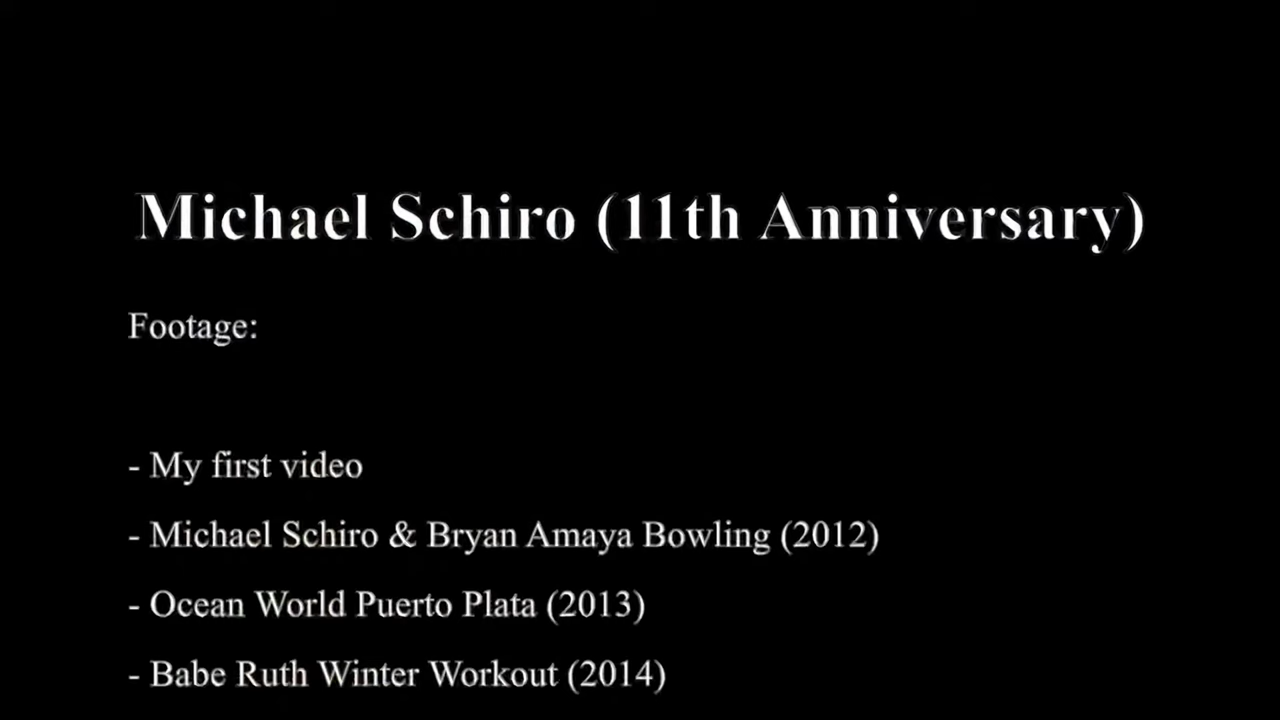 Michael Schiro (11th Anniversary)
Footage:
- My first video
- Michael Schiro & Bryan Amaya Bowling (2012)
- Ocean World Puerto Plata (2013)
- Babe Ruth Winter Workout (2014)